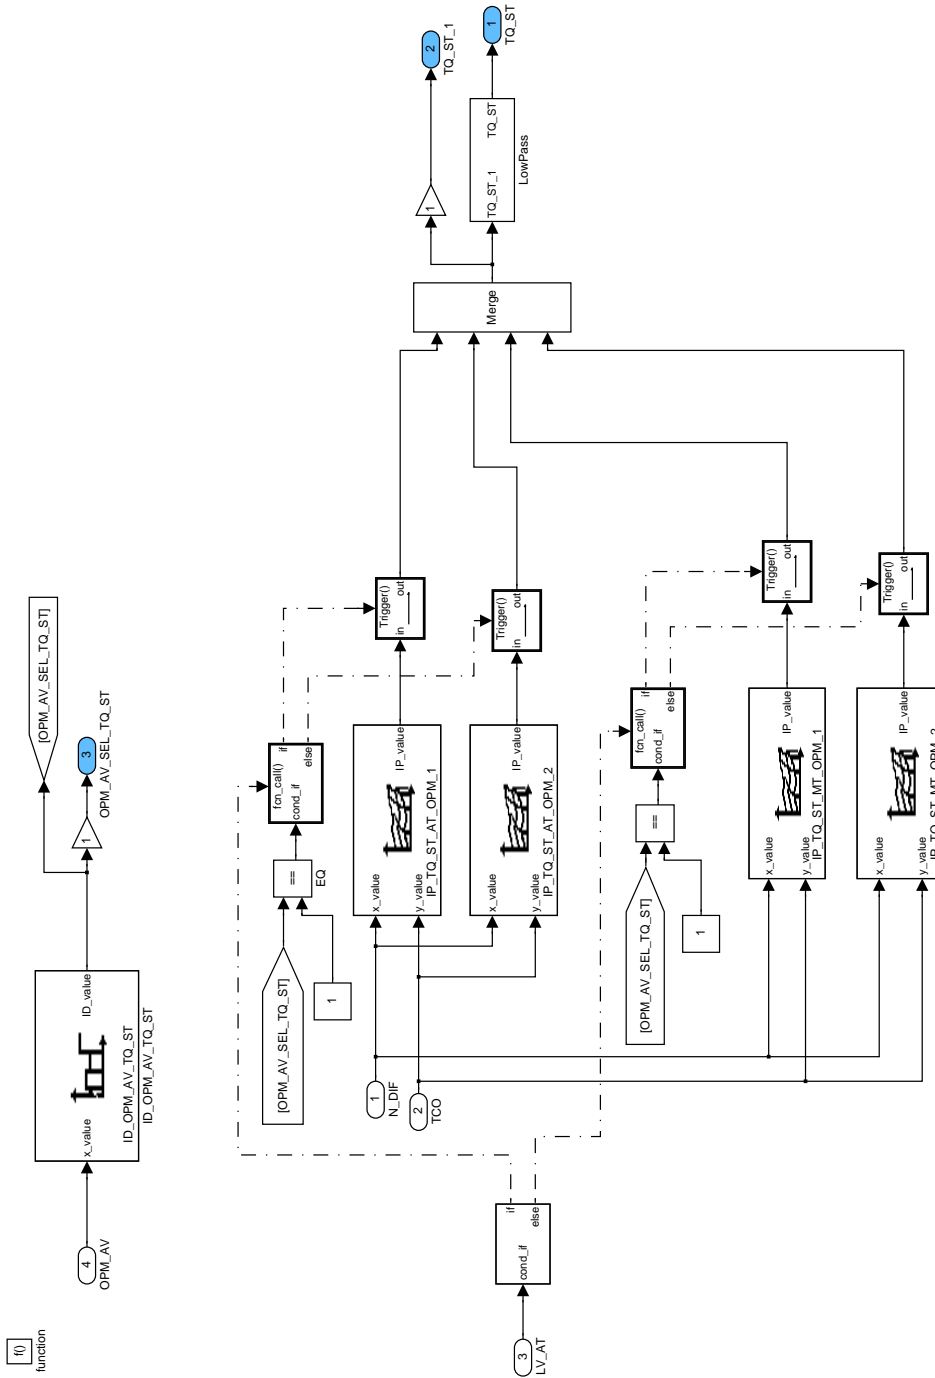 f()
function
4
OPM_AV
x_value
ID_value
ID_OPM_AV_TQ_ST
ID_OPM_AV_TQ_ST
1
[OPM_AV_SEL_TQ_ST]
3
OPM_AV_SEL_TQ_ST
3
LV_AT
cond_if
if
else
[OPM_AV_SEL_TQ_ST]
1
==
EQ
fcn_call()
cond_if
if
else
1
N_DIF
2
TCO
x_value
y_value
IP_value
IP_TQ_ST_AT_OPM_1
x_value
y_value
IP_value
IP_TQ_ST_AT_OPM_2
Trigger()
in
out
Trigger()
in
out
[OPM_AV_SEL_TQ_ST]
1
==
fcn_call()
cond_if
if
else
x_value
y_value
IP_value
IP_TQ_ST_MT_OPM_1
x_value
y_value
IP_value
Trigger()
in
out
Trigger()
in
out
Merge
1
2
TQ_ST_1
TQ_ST_1
TQ_ST
LowPass
1
TQ_ST